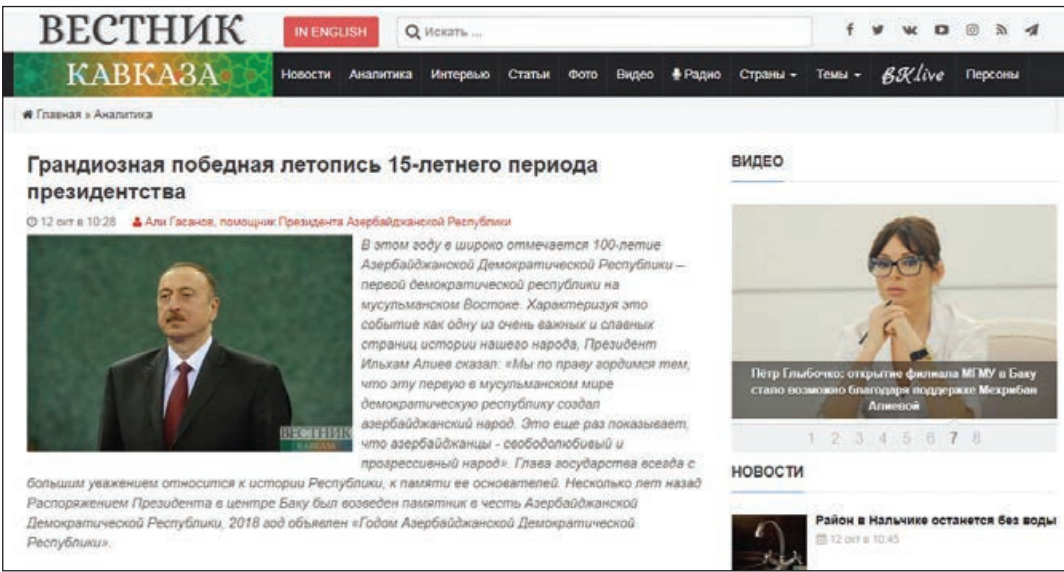 ВЕСТНИК
КАВКАЗА
IN ENGLISH
Искать ...
Новости Аналитика Интервью Статьи Фото Видео Радио Страны Темы BKlive Персоны
Главная » Аналитика
Грандиозная победная летопись 15-летнего периода
президентства
12 окт в 10:28 Али Гасанов, помощник Президента Азербайджанской Республики
В этом году в широко отмечается 100-летие
Азербайджанской Демократической Республики –
первой демократической республики на
мусульманском Востоке. Характеризуя это
событие как одну из очень важных и славных
страниц истории нашего народа, Президент
Ильхам Алиев сказал: «Мы по праву гордимся тем,
что эту первую в мусульманском мире
демократическую республику создал
азербайджанский народ. Это еще раз показывает,
что азербайджанцы - свободолюбивый и
прогрессивный народ». Глава государства всегда с
большим уважением относится к истории Республики, к памяти ее основателей. Несколько лет назад
Распоряжением Президента в центре Баку был возведен памятник в честь Азербайджанской
Демократической Республики, 2018 год объявлен «Годом Азербайджанской Демократической
Республики».
ВЕСТНИК
КАВКАЗА
ВИДЕО
Пётр Глыбочко: открытие филиала МГМУ в Баку
стало возможно благодаря поддержке Мехрибан
Алиевой
1 2 3 4 5 6 7 8
НОВОСТИ
Район в Нальчике останется без воды
12 окт в 10:45